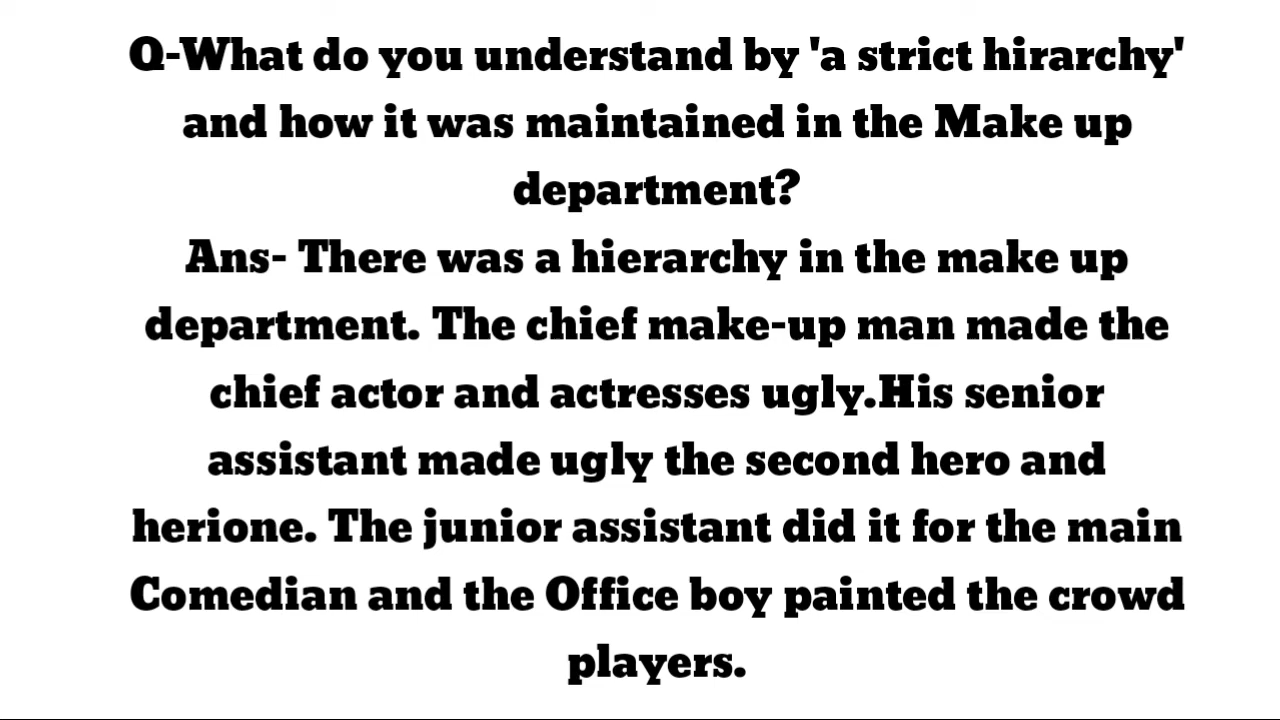 Q-What do you understand by 'a strict hirarchy'
and how it was maintained in the Make up
department?
Ans- There was a hierarchy in the make up
department. The chief make-up man made the
chief actor and actresses ugly.His senior
assistant made ugly the second hero and
herione. The junior assistant did it for the main
Comedian and the Office boy painted the crowd
players.